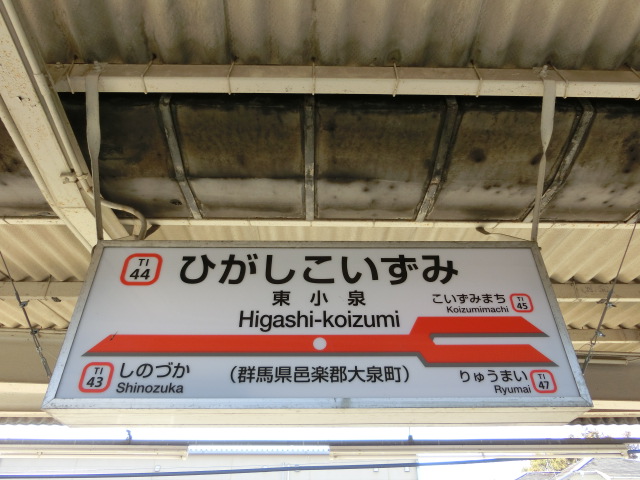 TI
44
ひがしこいずみ
東小泉
Higashi-koizumi
こいずみまち
Koizumimachi
TI
45
TI
43
しのづか
Shinozuka
(群馬県邑楽郡大泉町)
りゅうまい
Ryumai
TI
47